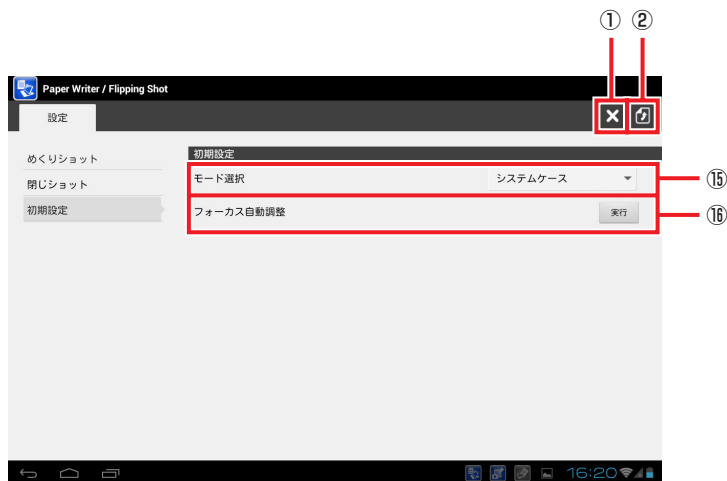 ① ②
Paper Writer / Flipping Shot
設定
めくりショット
閉じショット
初期設定
初期設定
モード選択 システムケース ⑮
フォーカス自動調整 実行 ⑯
16:20